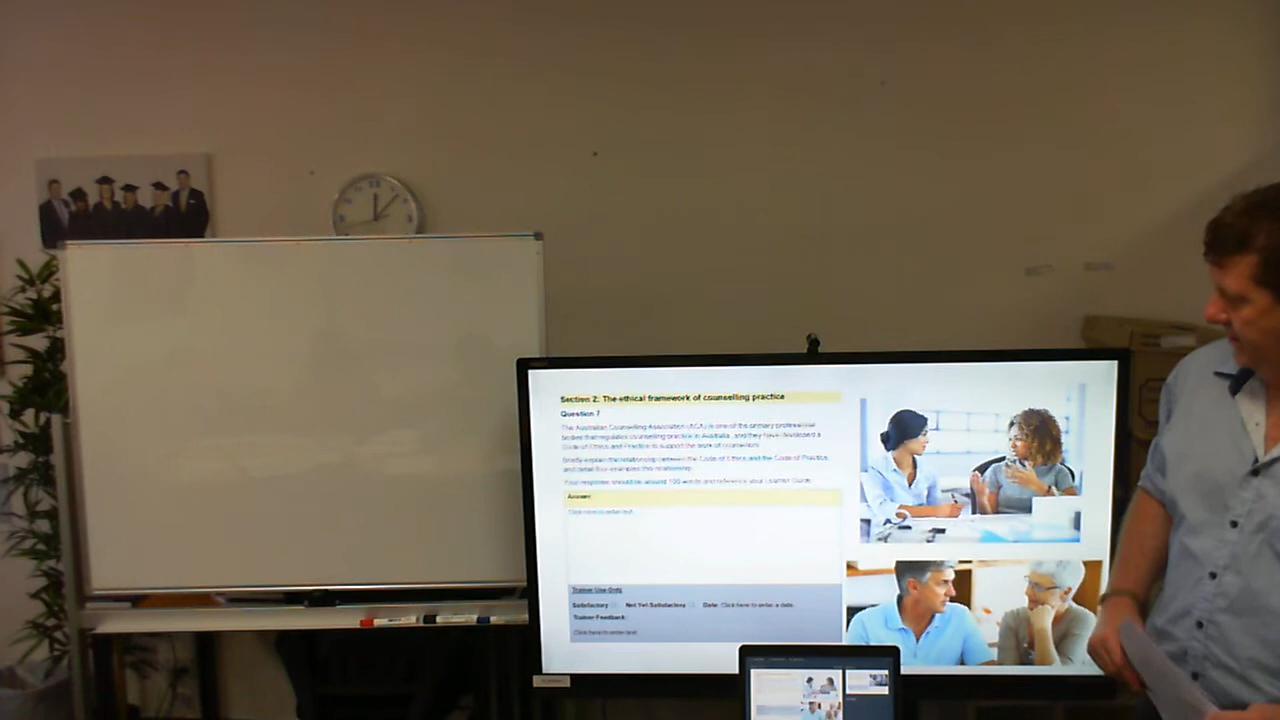 Section 2: The ethical framework of counselling practice
Question 7
The Australian Counselling Association (ACA) is one of the primary professional
bodies that regulates counselling practice in Australia, and they have developed a
Code of Ethics and Practice to support the work of counsellors.
Briefly explain the relationship between the Code of Ethics and the Code of Practice,
and detail four examples this relationship.
Your response should be around 100 words and reference your Learner Guide.
Answer:
Click here to enter text.
Trainer Use Only
Satisfactory ☐ Not Yet Satisfactory ☐ Date: Click here to enter a date.
Trainer Feedback:
Click here to enter text.